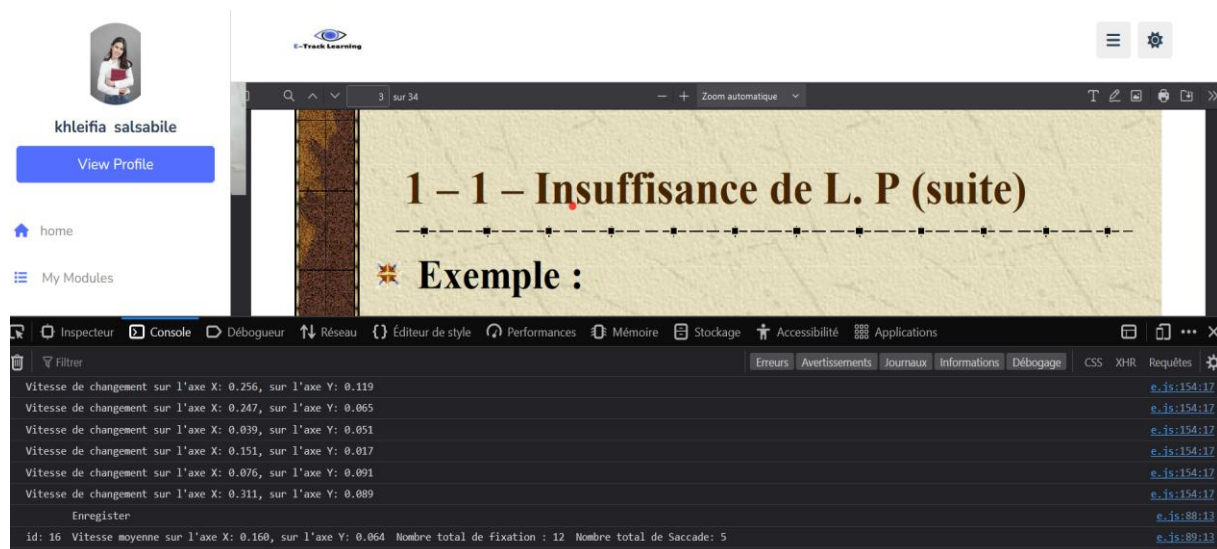 E-Track Learning
khleifia salsabile
View Profile
home
My Modules
3 sur 34
Zoom automatique
1 – 1 – Insuffisance de L. P (suite)
Exemple :
Inspecteur Console Débogueur Réseau Éditeur de style Performances Mémoire Stockage Accessibilité Applications
Filtrer Erreurs Avertissements Journaux Informations Débogage CSS XHR Requêtes
Vitesse de changement sur l'axe X: 0.256, sur l'axe Y: 0.119 e.js:154:17
Vitesse de changement sur l'axe X: 0.247, sur l'axe Y: 0.065 e.js:154:17
Vitesse de changement sur l'axe X: 0.039, sur l'axe Y: 0.051 e.js:154:17
Vitesse de changement sur l'axe X: 0.151, sur l'axe Y: 0.017 e.js:154:17
Vitesse de changement sur l'axe X: 0.076, sur l'axe Y: 0.091 e.js:154:17
Vitesse de changement sur l'axe X: 0.311, sur l'axe Y: 0.089 e.js:154:17
Enregister e.js:88:13
id: 16 Vitesse moyenne sur l'axe X: 0.160, sur l'axe Y: 0.064 Nombre total de fixation : 12 Nombre total de Saccade: 5 e.js:89:13